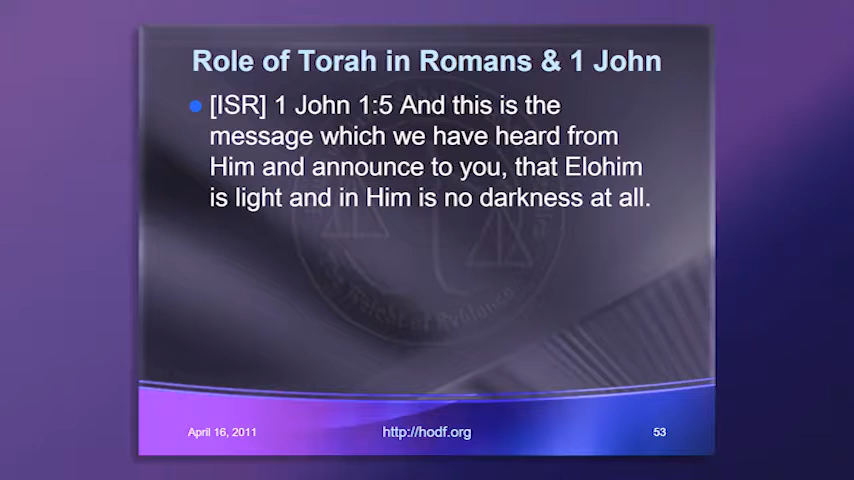 Role of Torah in Romans & 1 John
[ISR] 1 John 1:5 And this is the
message which we have heard from
Him and announce to you, that Elohim
is light and in Him is no darkness at all.
April 16, 2011
http://hodf.org
53